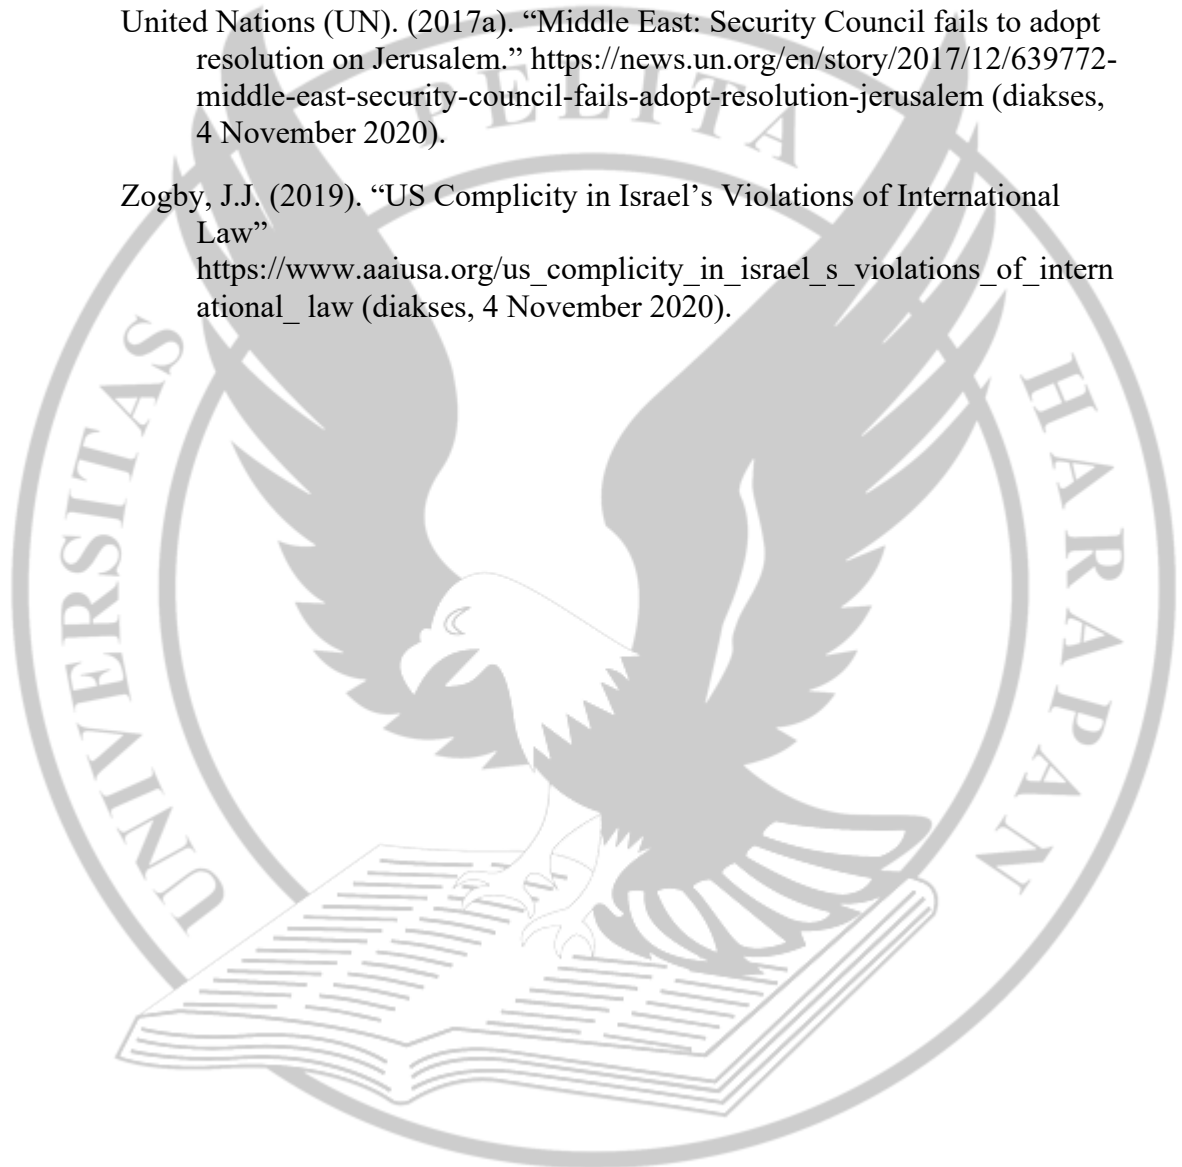 United Nations (UN). (2017a). “Middle East: Security Council fails to adopt
resolution on Jerusalem.” https://news.un.org/en/story/2017/12/639772-
middle-east-security-council-fails-adopt-resolution-jerusalem (diakses,
4 November 2020).
Zogby, J.J. (2019). “US Complicity in Israel’s Violations of International
Law”
https://www.aaiusa.org/us_complicity_in_israel_s_violations_of_intern
ational_ law (diakses, 4 November 2020).
UNIVERSITAS PELITA HARAPAN